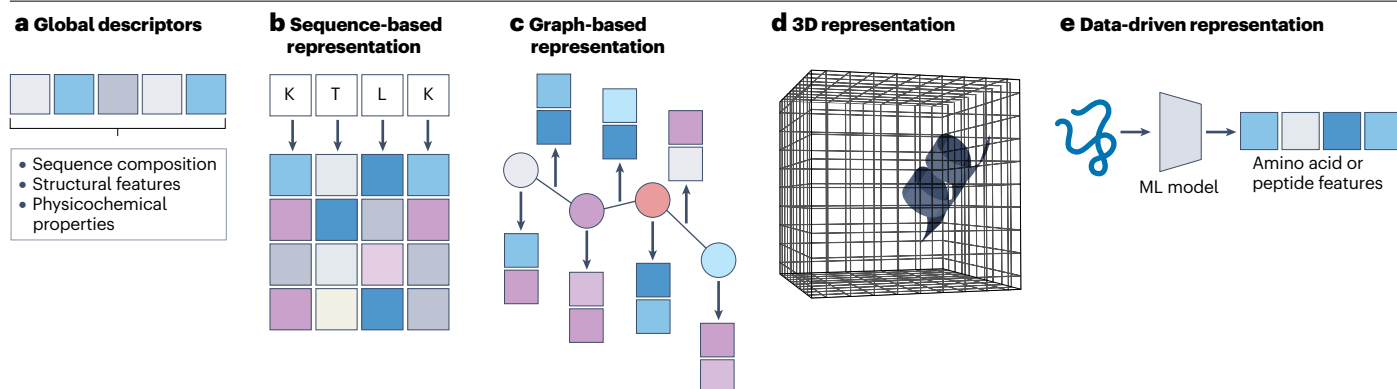 a Global descriptors
• Sequence composition
• Structural features
• Physicochemical
properties
b Sequence-based
representation
K T L K
c Graph-based
representation
d 3D representation
e Data-driven representation
ML model
Amino acid or
peptide features